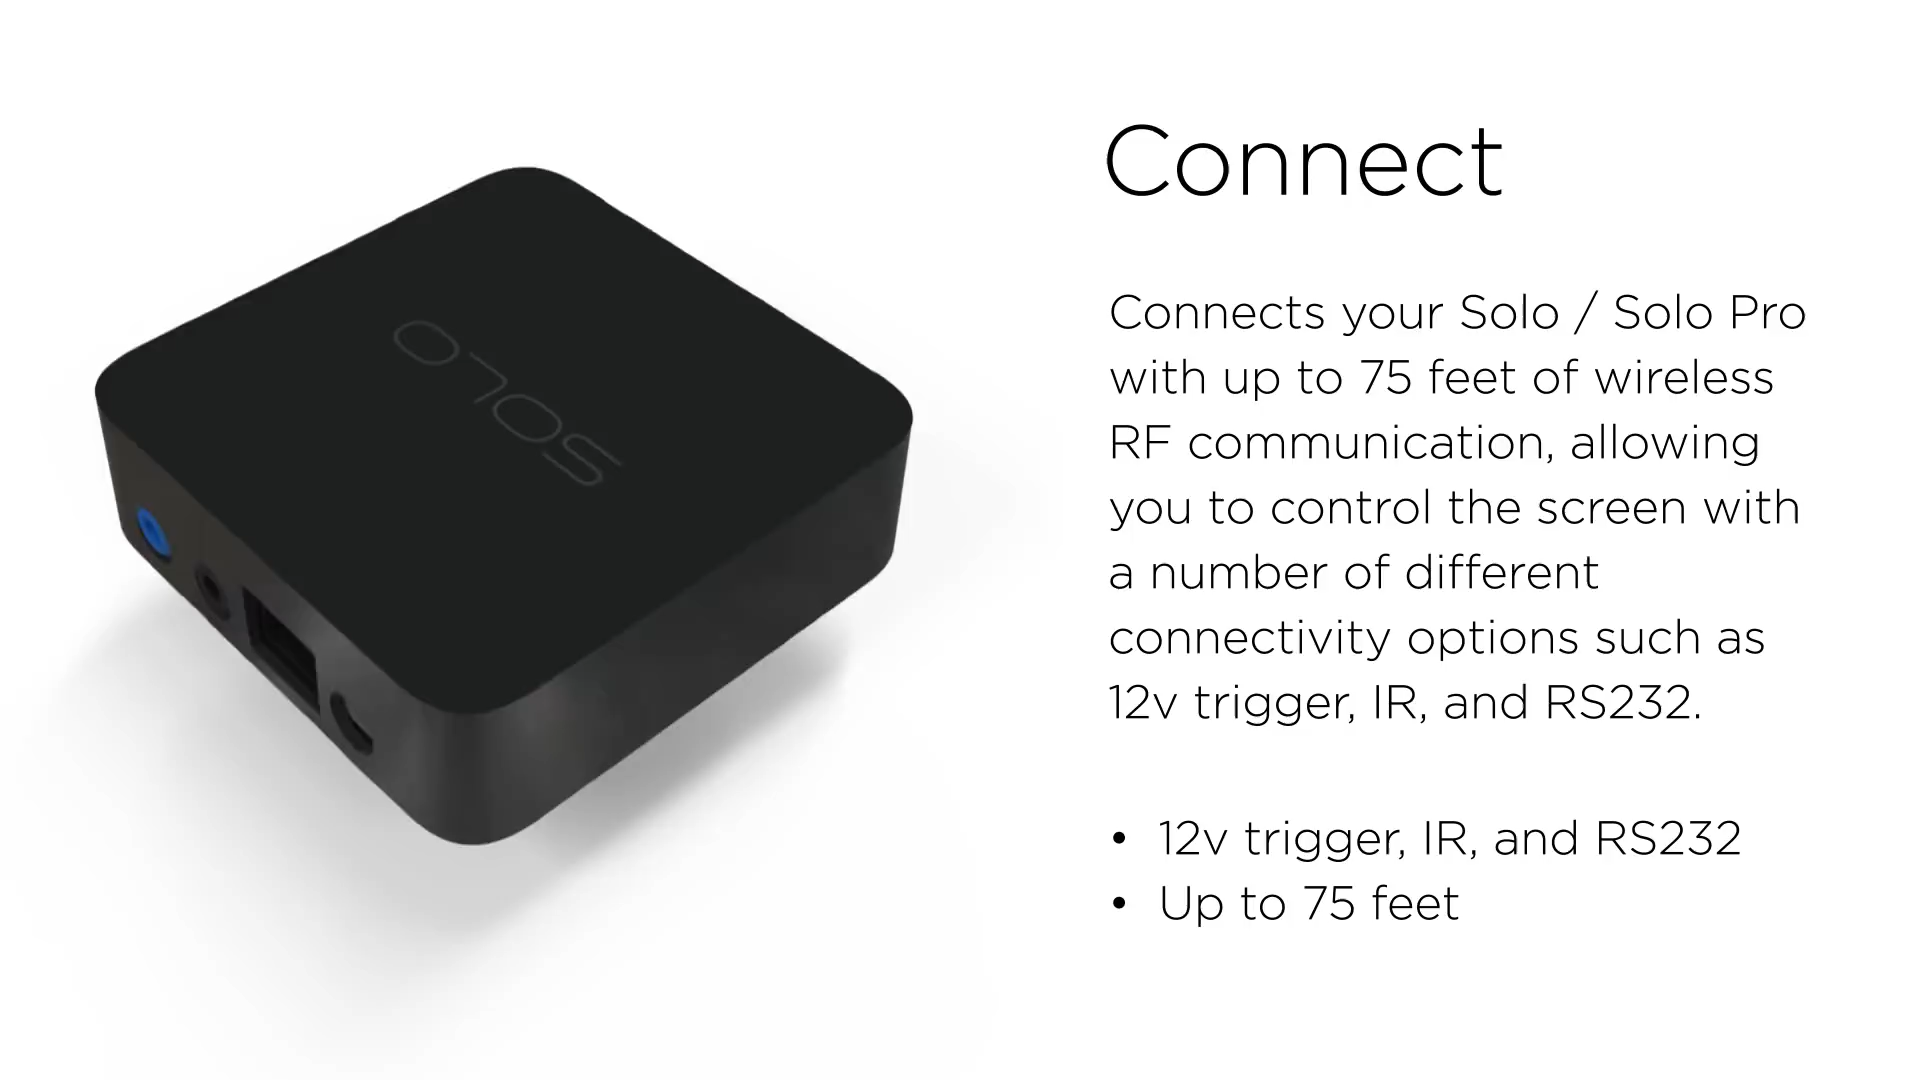 SOLO
Connect
Connects your Solo / Solo Pro
with up to 75 feet of wireless
RF communication, allowing
you to control the screen with
a number of different
connectivity options such as
12v trigger, IR, and RS232.
• 12v trigger, IR, and RS232
• Up to 75 feet